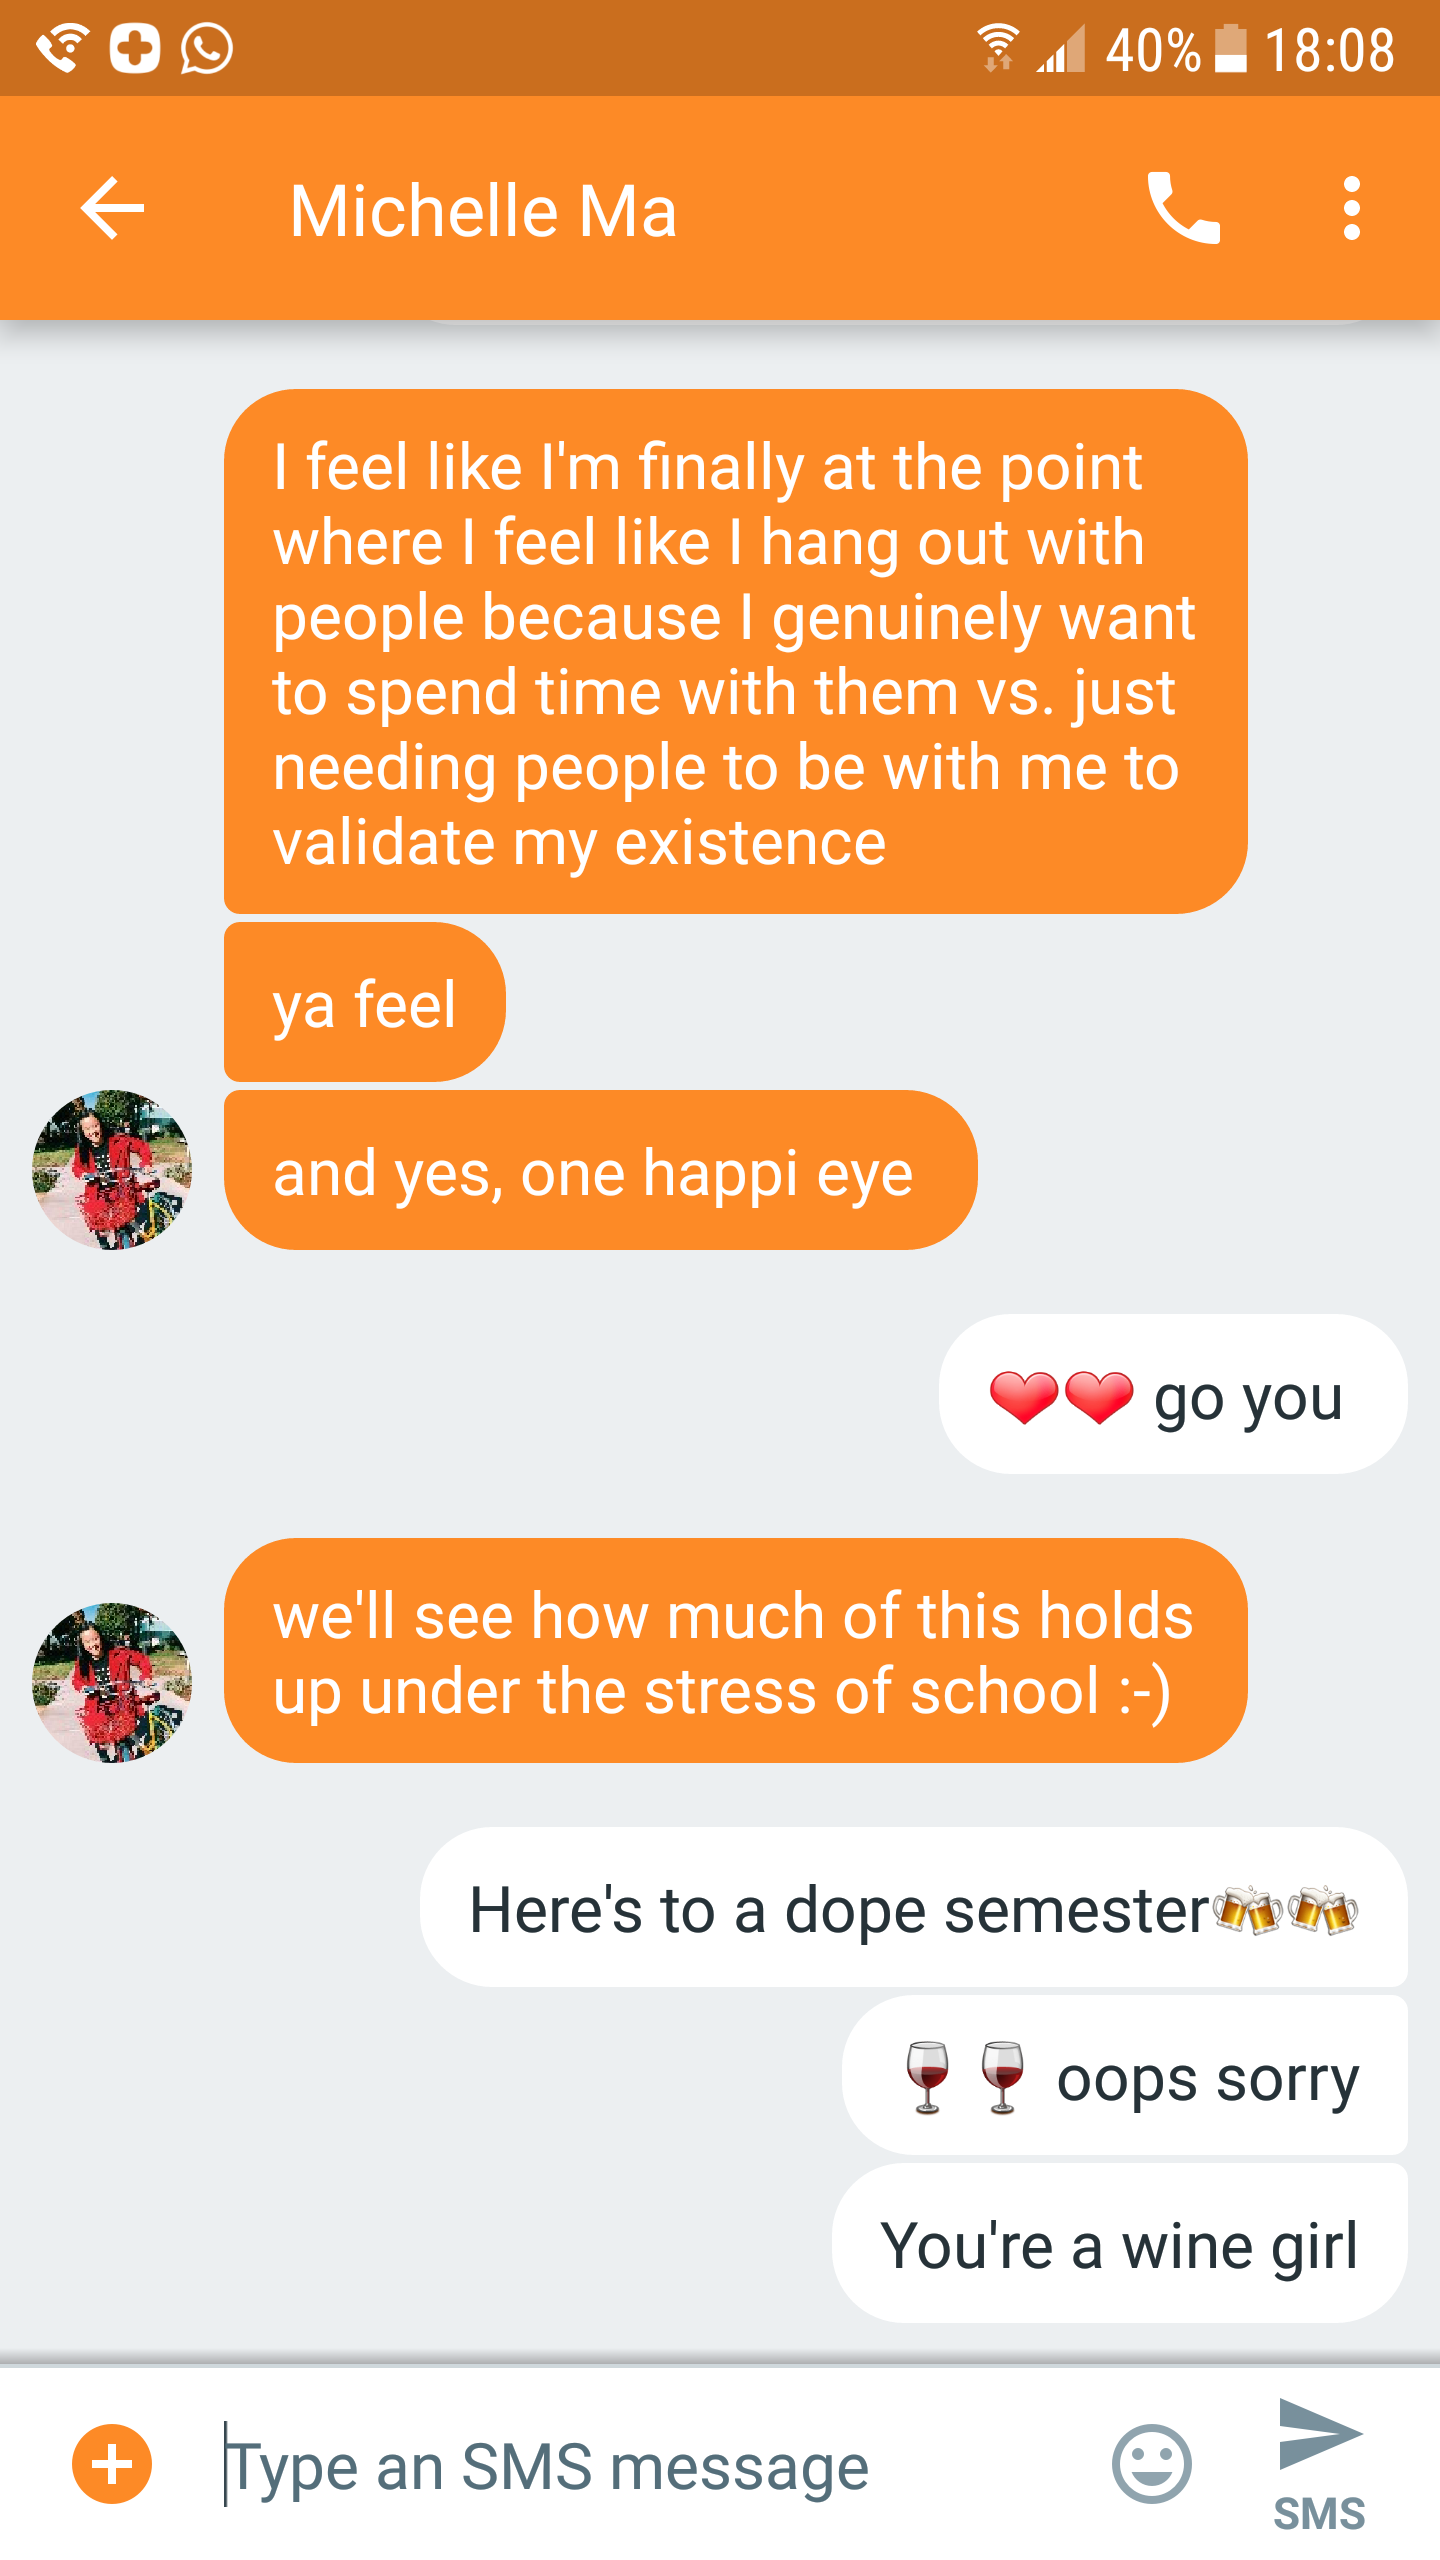 40% 18:08
Michelle Ma
I feel like I'm finally at the point
where I feel like I hang out with
people because I genuinely want
to spend time with them vs. just
needing people to be with me to
validate my existence
ya feel
and yes, one happi eye
❤❤ go you
we'll see how much of this holds
up under the stress of school :-)
Here's to a dope semester🍻🍻
🍷🍷 oops sorry
You're a wine girl
Type an SMS message
SMS